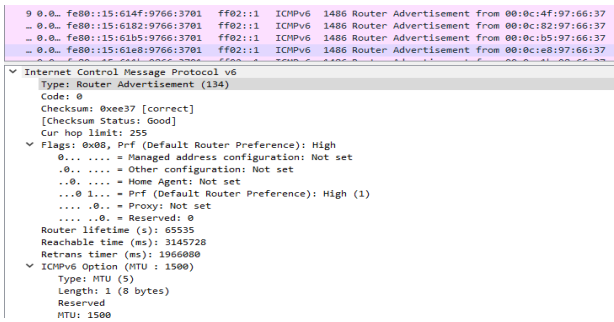 9 0.0… fe80::15:614f:9766:3701 ff02::1 ICMPv6 1486 Router Advertisement from 00:0c:4f:97:66:37
… 0.0… fe80::15:6182:9766:3701 ff02::1 ICMPv6 1486 Router Advertisement from 00:0c:82:97:66:37
… 0.0… fe80::15:61b5:9766:3701 ff02::1 ICMPv6 1486 Router Advertisement from 00:0c:b5:97:66:37
… 0.0… fe80::15:61e8:9766:3701 ff02::1 ICMPv6 1486 Router Advertisement from 00:0c:e8:97:66:37
Internet Control Message Protocol v6
Type: Router Advertisement (134)
Code: 0
Checksum: 0xee37 [correct]
[Checksum Status: Good]
Cur hop limit: 255
Flags: 0x08, Prf (Default Router Preference): High
0... .... = Managed address configuration: Not set
.0.. .... = Other configuration: Not set
..0. .... = Home Agent: Not set
...0 1... = Prf (Default Router Preference): High (1)
.... .0.. = Proxy: Not set
.... ..0. = Reserved: 0
Router lifetime (s): 65535
Reachable time (ms): 3145728
Retrans timer (ms): 1966080
ICMPv6 Option (MTU : 1500)
Type: MTU (5)
Length: 1 (8 bytes)
Reserved
MTU: 1500